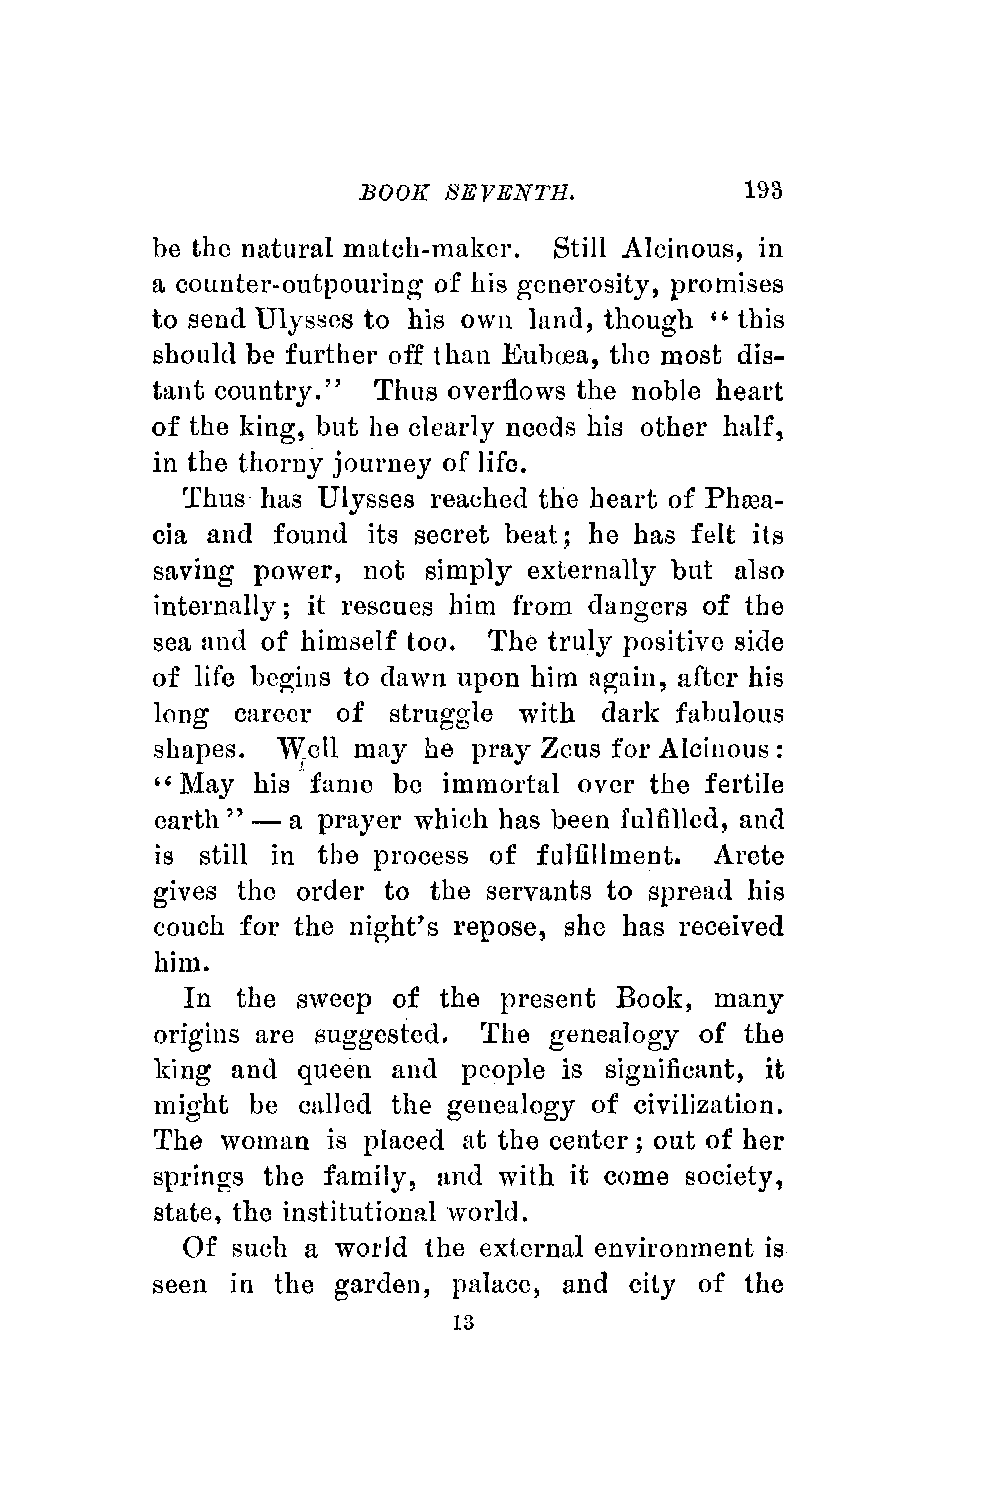 BOOK SEVENTH. 193
be the natural match-maker. Still Alcinous, in
a counter-outpouring of his generosity, promises
to send Ulysses to his own land, though “ this
should be further off than Eubœa, the most dis-
tant country.” Thus overflows the noble heart
of the king, but he clearly needs his other half,
in the thorny journey of life.
Thus has Ulysses reached the heart of Phæa-
cia and found its secret beat; he has felt its
saving power, not simply externally but also
internally; it rescues him from dangers of the
sea and of himself too. The truly positive side
of life begins to dawn upon him again, after his
long career of struggle with dark fabulous
shapes. Well may he pray Zeus for Alcinous:
“ May his fame be immortal over the fertile
earth ” — a prayer which has been fulfilled, and
is still in the process of fulfillment. Arete
gives the order to the servants to spread his
couch for the night’s repose, she has received
him.
In the sweep of the present Book, many
origins are suggested. The genealogy of the
king and queen and people is significant, it
might be called the genealogy of civilization.
The woman is placed at the center; out of her
springs the family, and with it come society,
state, the institutional world.
Of such a world the external environment is
seen in the garden, palace, and city of the
13